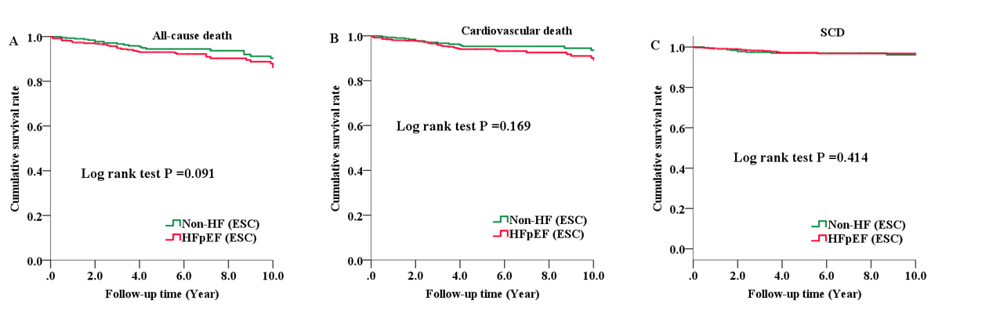 A
All-cause death
Cumulative survival rate
1.0
0.8
0.6
0.4
0.2
0.0
Log rank test P =0.091
Non-HF (ESC)
HFpEF (ESC)
.0 2.0 4.0 6.0 8.0 10.0
Follow-up time (Year)
B
Cardiovascular death
Cumulative survival rate
1.0
0.8
0.6
0.4
0.2
0.0
Log rank test P =0.169
Non-HF (ESC)
HFpEF (ESC)
.0 2.0 4.0 6.0 8.0 10.0
Follow-up time (Year)
C
SCD
Cumulative survival rate
1.0
0.8
0.6
0.4
0.2
0.0
Log rank test P =0.414
Non-HF (ESC)
HFpEF (ESC)
.0 2.0 4.0 6.0 8.0 10.0
Follow-up time (Year)